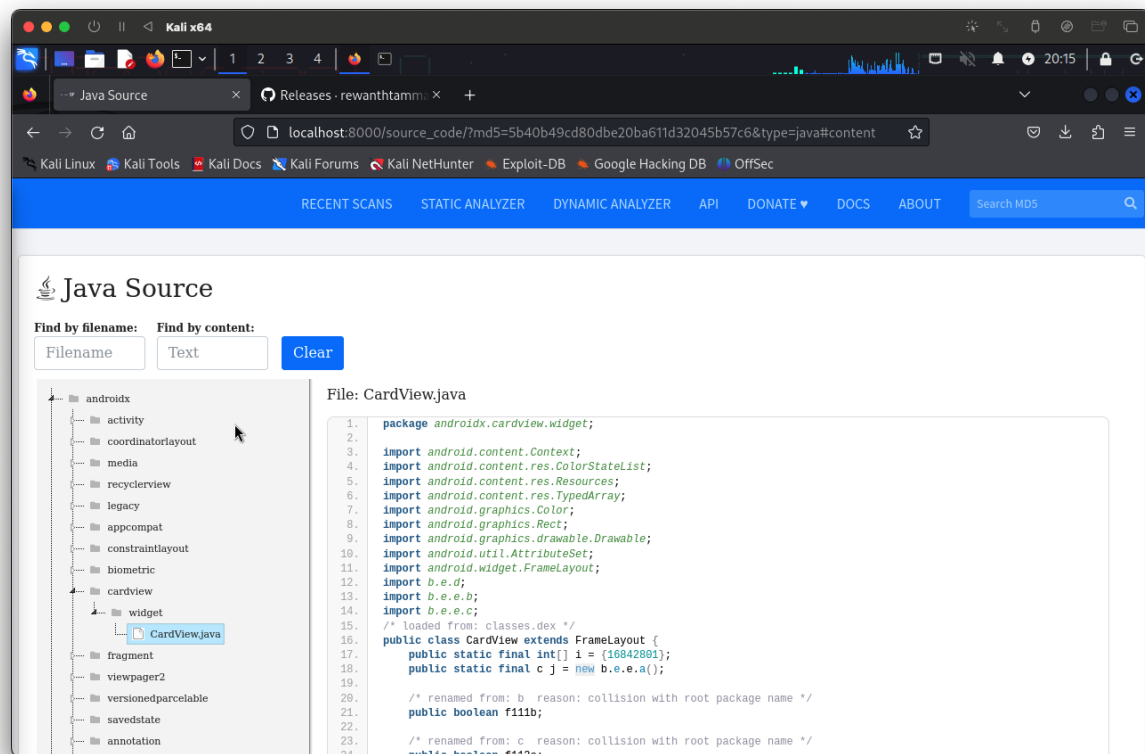 Kali x64
1 2 3 4 20:15
Java Source × Releases · rewanthtamma × +
localhost:8000/source_code/?md5=5b40b49cd80dbe20ba611d32045b57c6&type=java#content
Kali Linux Kali Tools Kali Docs Kali Forums Kali NetHunter Exploit-DB Google Hacking DB OffSec
RECENT SCANS STATIC ANALYZER DYNAMIC ANALYZER API DONATE ♥ DOCS ABOUT Search MD5
Java Source
Find by filename: Find by content:
Filename Text Clear
androidx
activity
coordinatorlayout
media
recyclerview
legacy
appcompat
constraintlayout
biometric
cardview
widget
CardView.java
fragment
viewpager2
versionedparcelable
savedstate
annotation
File: CardView.java
1. package androidx.cardview.widget;
2.
3. import android.content.Context;
4. import android.content.res.ColorStateList;
5. import android.content.res.Resources;
6. import android.content.res.TypedArray;
7. import android.graphics.Color;
8. import android.graphics.Rect;
9. import android.graphics.drawable.Drawable;
10. import android.util.AttributeSet;
11. import android.widget.FrameLayout;
12. import b.e.d;
13. import b.e.e.b;
14. import b.e.e.c;
15. /* loaded from: classes.dex */
16. public class CardView extends FrameLayout {
17. public static final int[] i = {16842801};
18. public static final c j = new b.e.e.a();
19.
20. /* renamed from: b reason: collision with root package name */
21. public boolean f111b;
22.
23. /* renamed from: c reason: collision with root package name */
24. public boolean f112c;